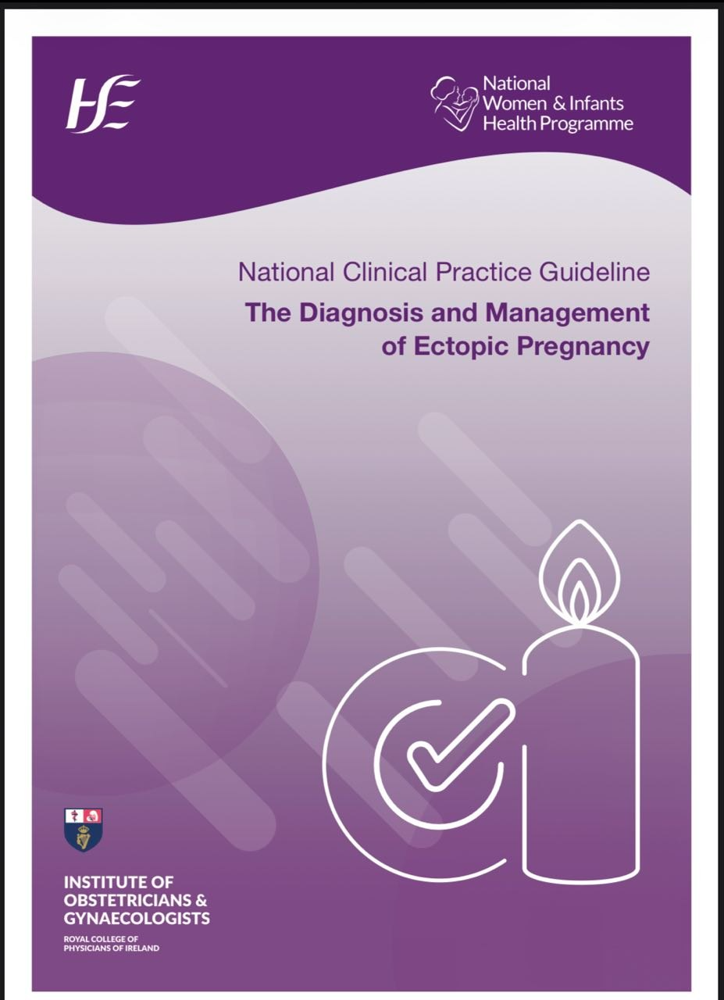 HSE
National
Women & Infants
Health Programme
National Clinical Practice Guideline
The Diagnosis and Management
of Ectopic Pregnancy
INSTITUTE OF
OBSTETRICIANS &
GYNAECOLOGISTS
ROYAL COLLEGE OF
PHYSICIANS OF IRELAND